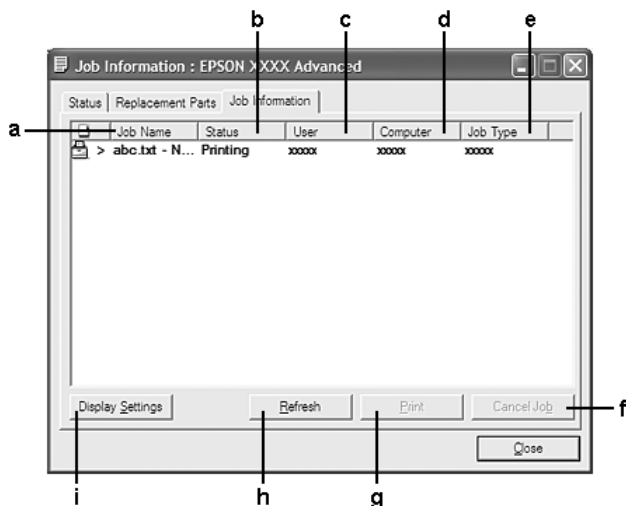 b c d e
Job Information : EPSON XXXX Advanced
Status Replacement Parts Job Information
a Job Name Status User Computer Job Type
> abc.txt - N... Printing xxxxx xxxxx xxxxx
Display Settings Refresh Print Cancel Job f
Close
i h g